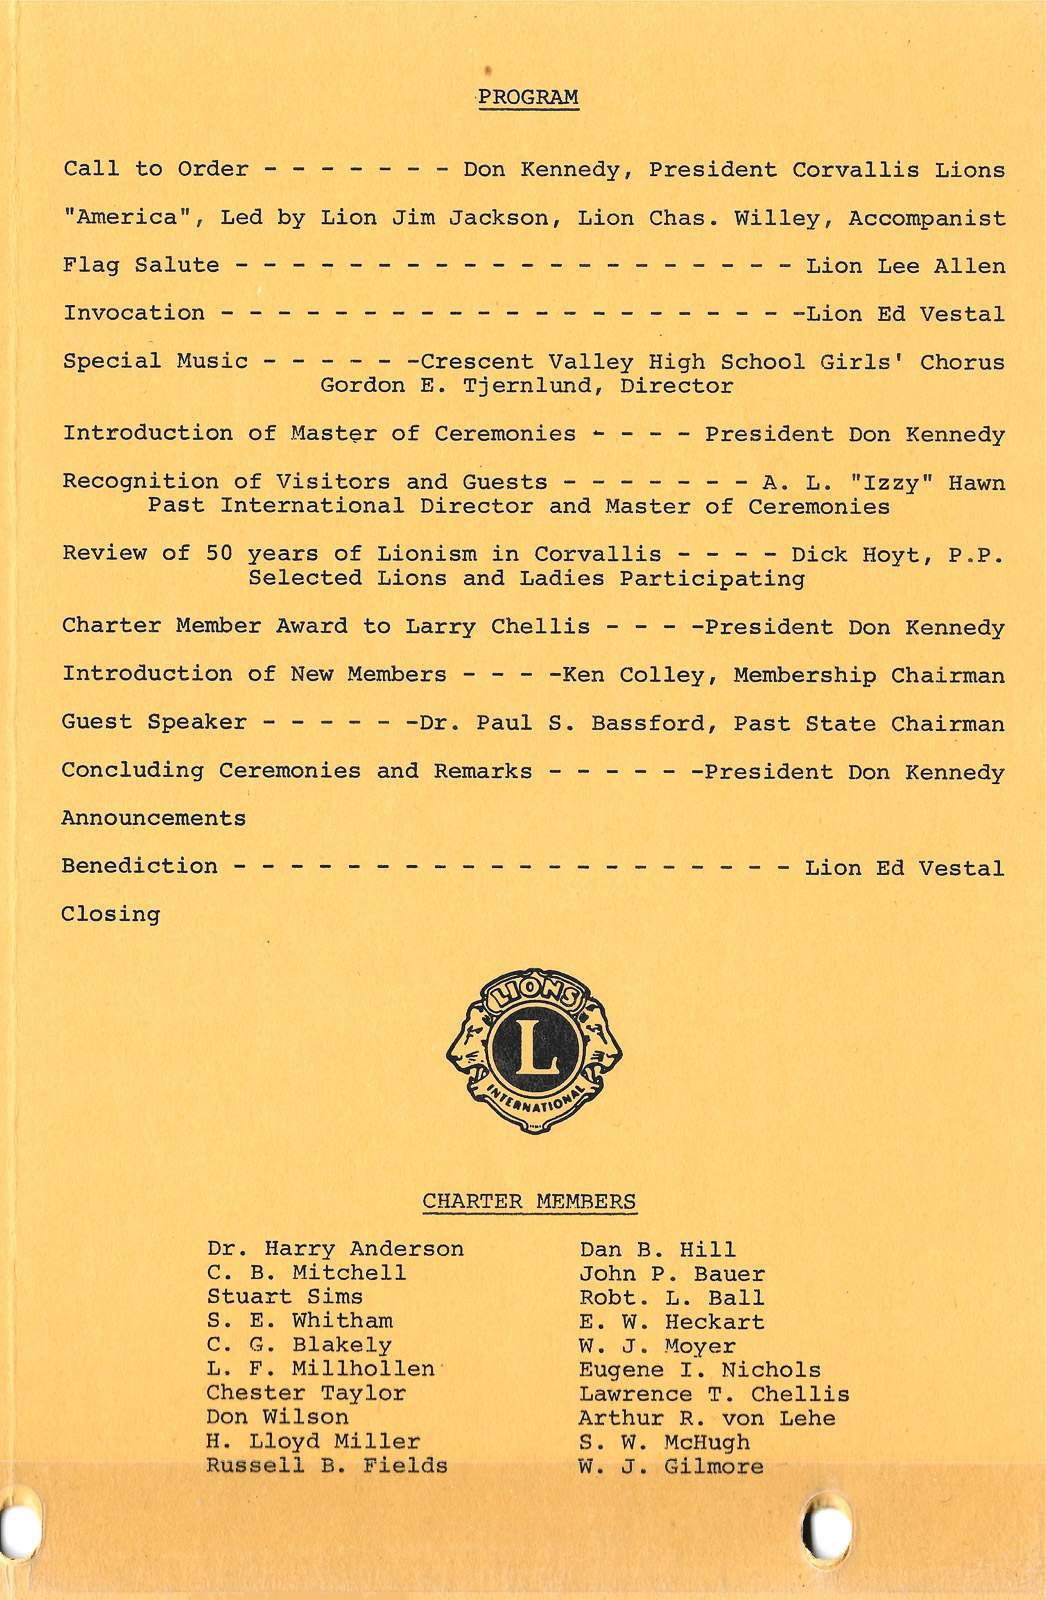 PROGRAM
Call to Order - - - - - - - Don Kennedy, President Corvallis Lions
"America", Led by Lion Jim Jackson, Lion Chas. Willey, Accompanist
Flag Salute - - - - - - - - - - - - - - - - - - - - Lion Lee Allen
Invocation - - - - - - - - - - - - - - - - - - - - -Lion Ed Vestal
Special Music - - - - - -Crescent Valley High School Girls' Chorus
Gordon E. Tjernlund, Director
Introduction of Master of Ceremonies - - - - President Don Kennedy
Recognition of Visitors and Guests - - - - - - - A. L. "Izzy" Hawn
Past International Director and Master of Ceremonies
Review of 50 years of Lionism in Corvallis - - - - Dick Hoyt, P.P.
Selected Lions and Ladies Participating
Charter Member Award to Larry Chellis - - - -President Don Kennedy
Introduction of New Members - - - -Ken Colley, Membership Chairman
Guest Speaker - - - - - -Dr. Paul S. Bassford, Past State Chairman
Concluding Ceremonies and Remarks - - - - - -President Don Kennedy
Announcements
Benediction - - - - - - - - - - - - - - - - - - - - Lion Ed Vestal
Closing
LIONS
L
INTERNATIONAL
CHARTER MEMBERS
Dr. Harry Anderson
C. B. Mitchell
Stuart Sims
S. E. Whitham
C. G. Blakely
L. F. Millhollen
Chester Taylor
Don Wilson
H. Lloyd Miller
Russell B. Fields
Dan B. Hill
John P. Bauer
Robt. L. Ball
E. W. Heckart
W. J. Moyer
Eugene I. Nichols
Lawrence T. Chellis
Arthur R. von Lehe
S. W. McHugh
W. J. Gilmore